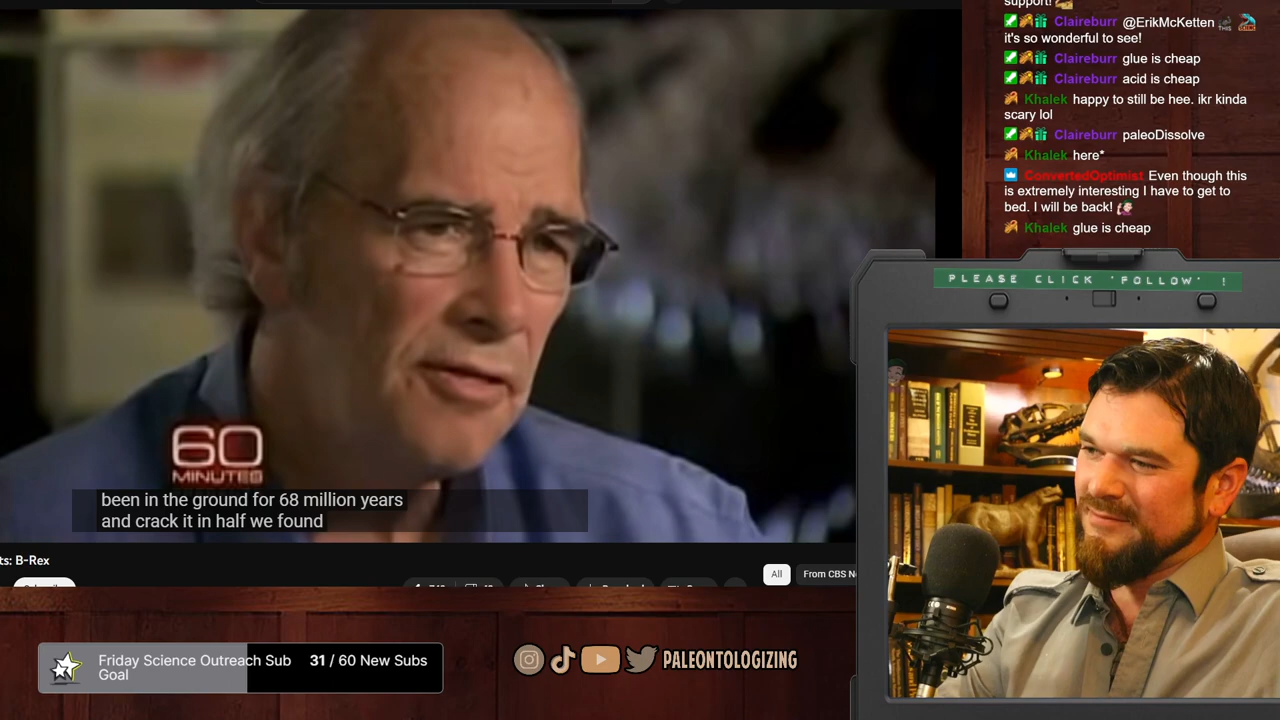 support!
Claireburr @ErikMcKetten THIS
it's so wonderful to see!
Claireburr glue is cheap
Claireburr acid is cheap
Khalek happy to still be hee. ikr kinda
scary lol
Claireburr paleoDissolve
Khalek here*
ConvertedOptimist Even though this
is extremely interesting I have to get to
bed. I will be back!
Khalek glue is cheap
PLEASE CLICK 'FOLLOW' !
60
MINUTES
been in the ground for 68 million years
and crack it in half we found
ts: B-Rex
All From CBS N
Friday Science Outreach Sub
Goal
31 / 60 New Subs
PALEONTOLOGIZING